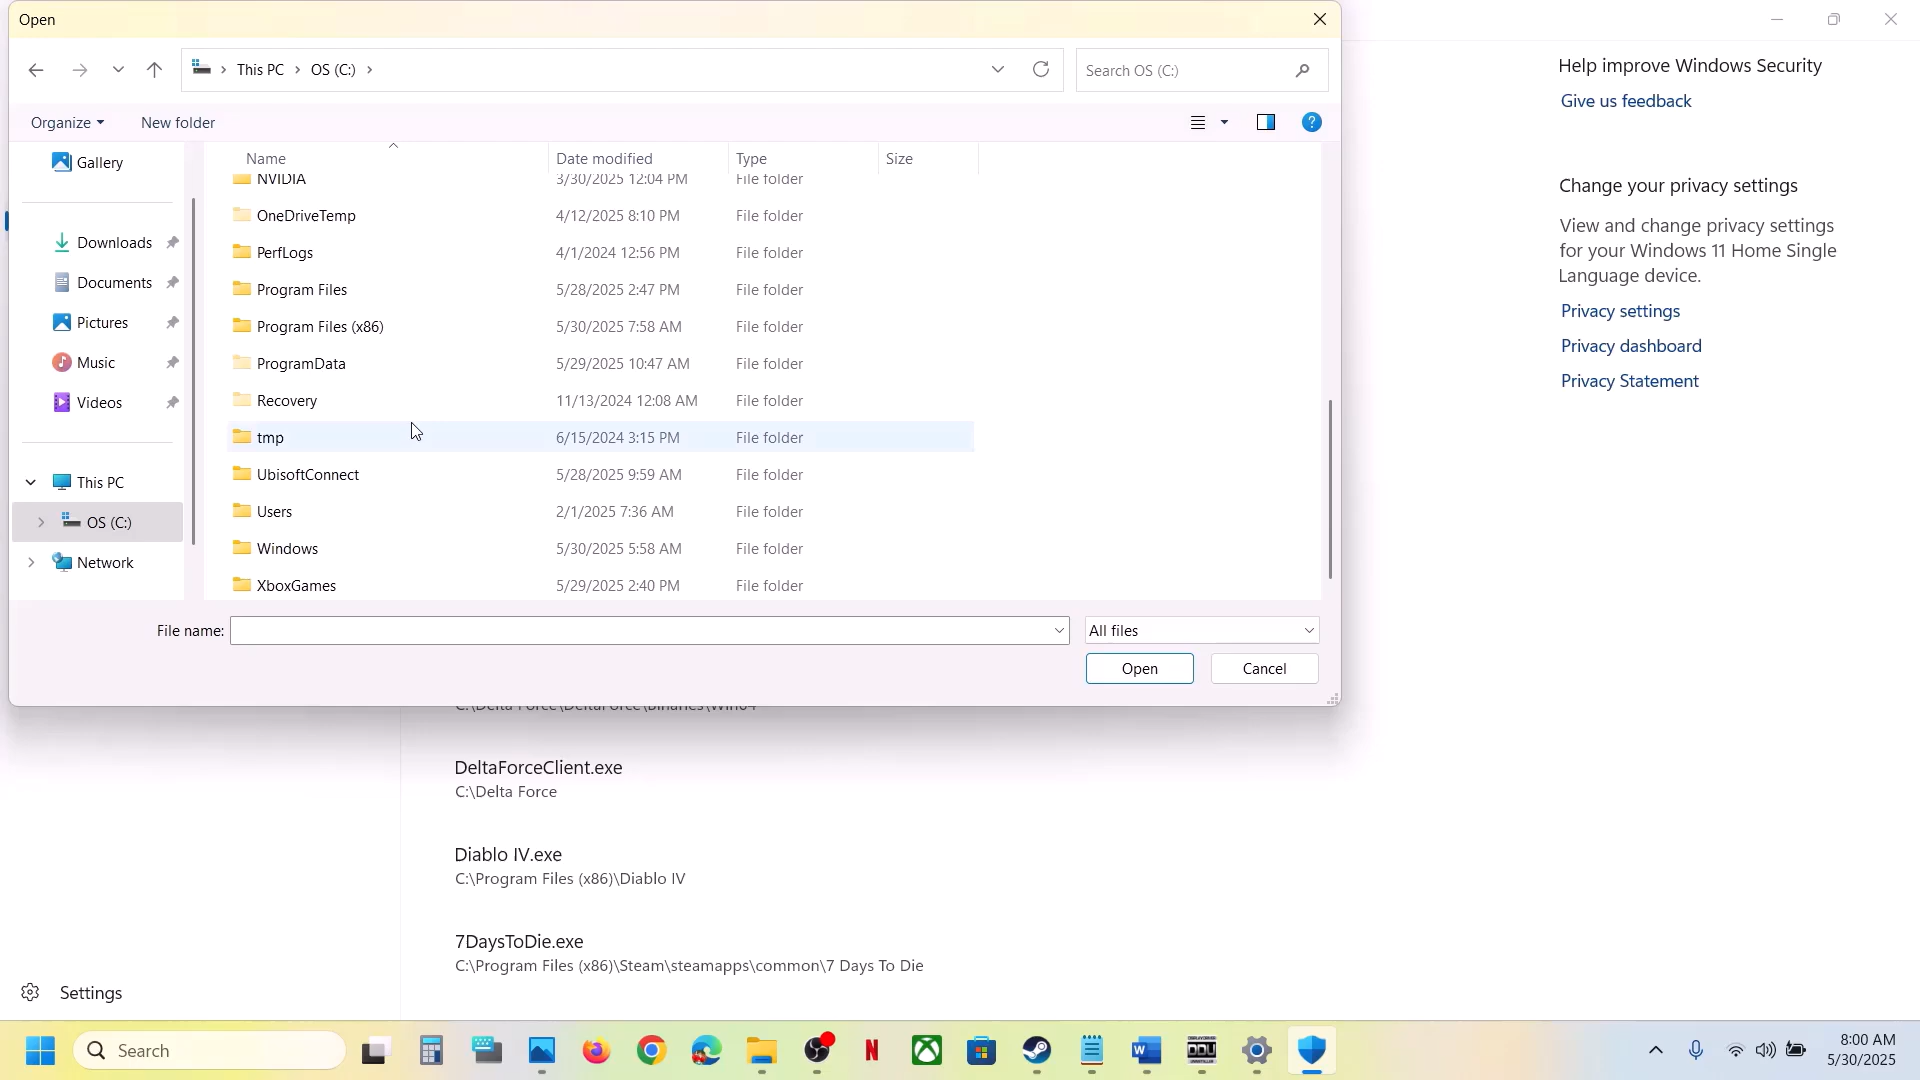 Open
This PC
OS (C:)
Search OS (C:)
Organize
New folder
Gallery
Downloads
Documents
Pictures
Music
Videos
This PC
OS (C:)
Network
Name Date modified Type Size
NVIDIA 3/30/2025 12:04 PM File folder
OneDriveTemp 4/12/2025 8:10 PM File folder
PerfLogs 4/1/2024 12:56 PM File folder
Program Files 5/28/2025 2:47 PM File folder
Program Files (x86) 5/30/2025 7:58 AM File folder
ProgramData 5/29/2025 10:47 AM File folder
Recovery 11/13/2024 12:08 AM File folder
tmp 6/15/2024 3:15 PM File folder
UbisoftConnect 5/28/2025 9:59 AM File folder
Users 2/1/2025 7:36 AM File folder
Windows 5/30/2025 5:58 AM File folder
XboxGames 5/29/2025 2:40 PM File folder
File name:
All files
Open
Cancel
Help improve Windows Security
Give us feedback
Change your privacy settings
View and change privacy settings
for your Windows 11 Home Single
Language device.
Privacy settings
Privacy dashboard
Privacy Statement
C:\Delta Force\DeltaForce\Binaries\Win64
DeltaForceClient.exe
C:\Delta Force
Diablo IV.exe
C:\Program Files (x86)\Diablo IV
7DaysToDie.exe
C:\Program Files (x86)\Steam\steamapps\common\7 Days To Die
Settings
Search
DDU
8:00 AM
5/30/2025